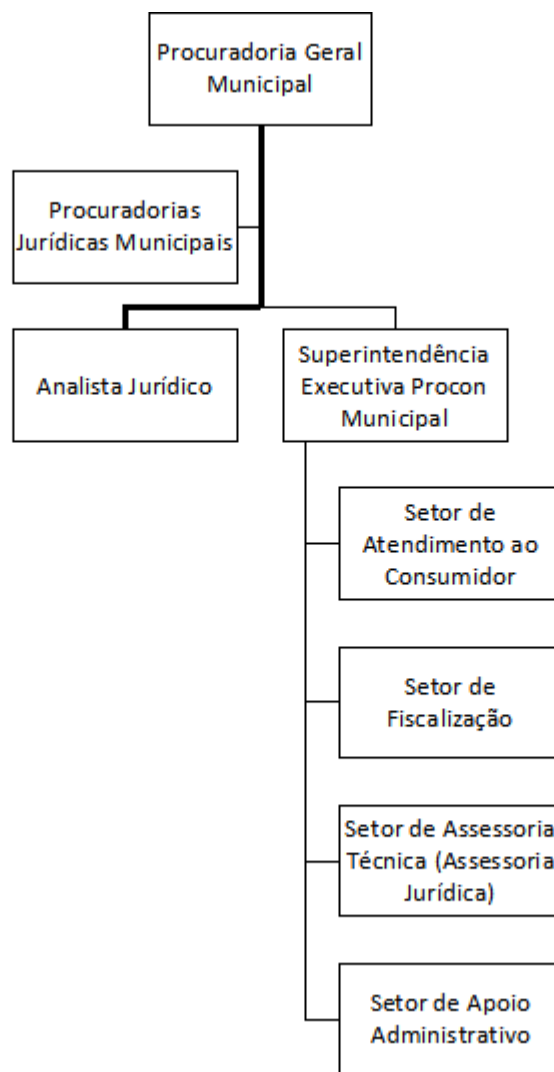 Procuradoria Geral
Municipal
Procuradorias
Jurídicas Municipais
Analista Jurídico
Superintendência
Executiva Procon
Municipal
Setor de
Atendimento ao
Consumidor
Setor de
Fiscalização
Setor de Assessoria
Técnica (Assessoria
Jurídica)
Setor de Apoio
Administrativo